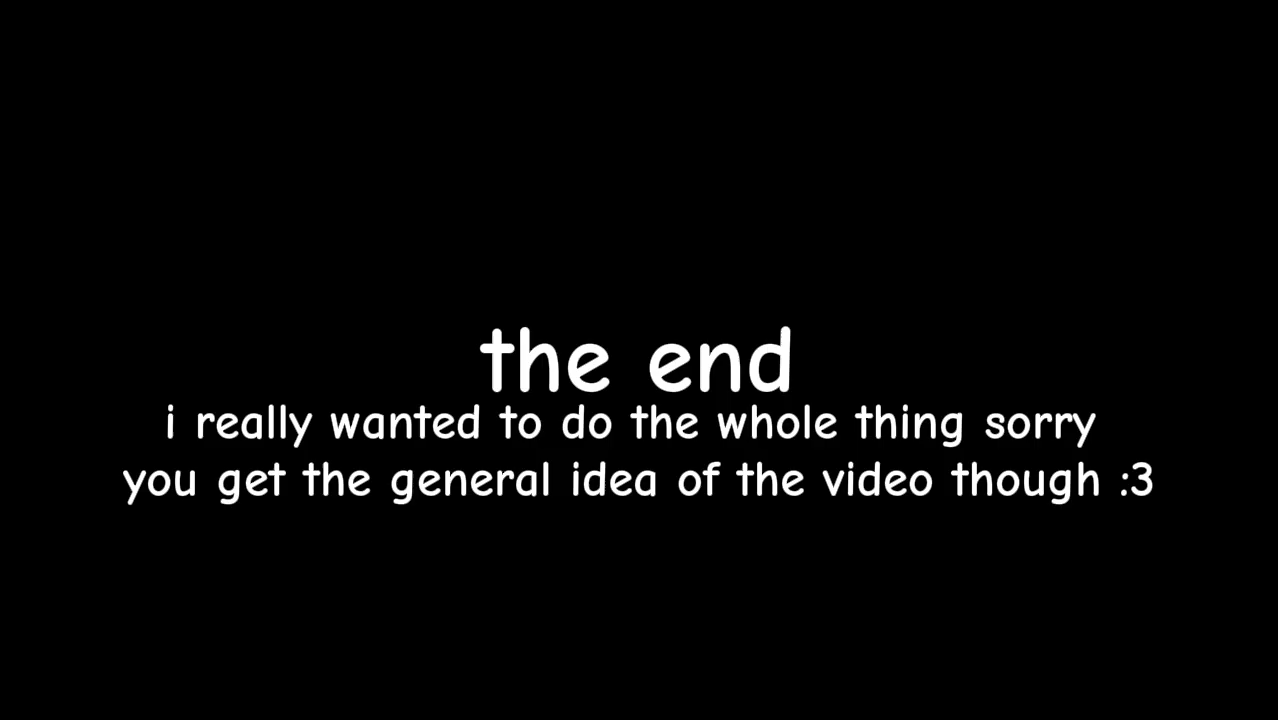 the end
i really wanted to do the whole thing sorry
you get the general idea of the video though :3